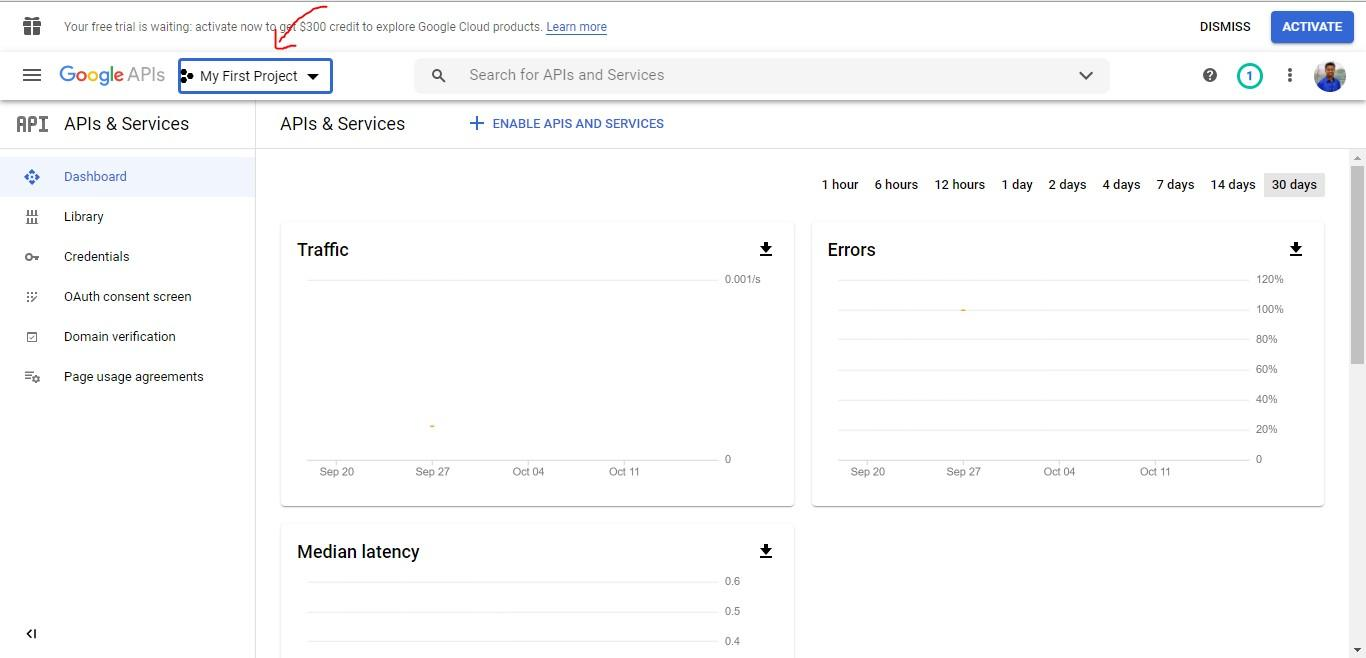 Your free trial is waiting: activate now to get $300 credit to explore Google Cloud products. Learn more
DISMISS
ACTIVATE
Google APIs
My First Project
Search for APIs and Services
1
API
APIs & Services
APIs & Services
ENABLE APIS AND SERVICES
Dashboard
Library
Credentials
OAuth consent screen
Domain verification
Page usage agreements
1 hour 6 hours 12 hours 1 day 2 days 4 days 7 days 14 days 30 days
Traffic
0.001/s
0
Sep 20 Sep 27 Oct 04 Oct 11
Errors
120%
100%
80%
60%
40%
20%
0
Sep 20 Sep 27 Oct 04 Oct 11
Median latency
0.6
0.5
0.4